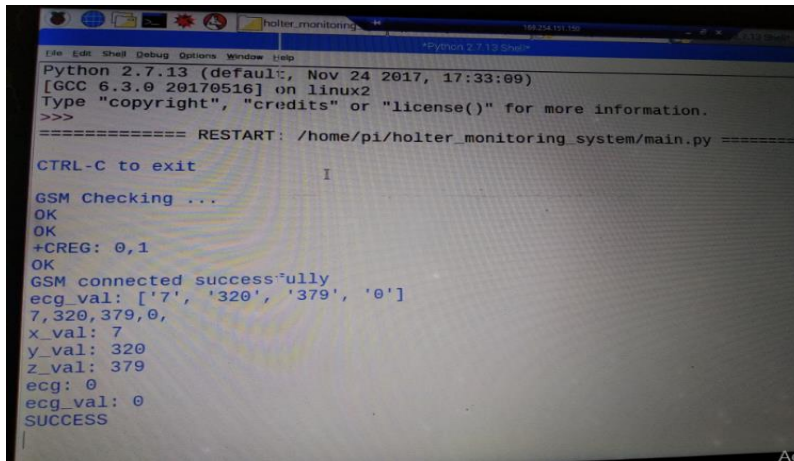 holter_monitoring
169.254.151.150
*Python 2.7.13 Shell*
File Edit Shell Debug Options Window Help
Python 2.7.13 (default, Nov 24 2017, 17:33:09)
[GCC 6.3.0 20170516] on linux2
Type "copyright", "credits" or "license()" for more information.
>>>
============= RESTART: /home/pi/holter_monitoring_system/main.py ========
CTRL-C to exit
GSM Checking ...
OK
OK
+CREG: 0,1
OK
GSM connected successfully
ecg_val: ['7', '320', '379', '0']
7,320,379,0,
x_val: 7
y_val: 320
z_val: 379
ecg: 0
ecg_val: 0
SUCCESS